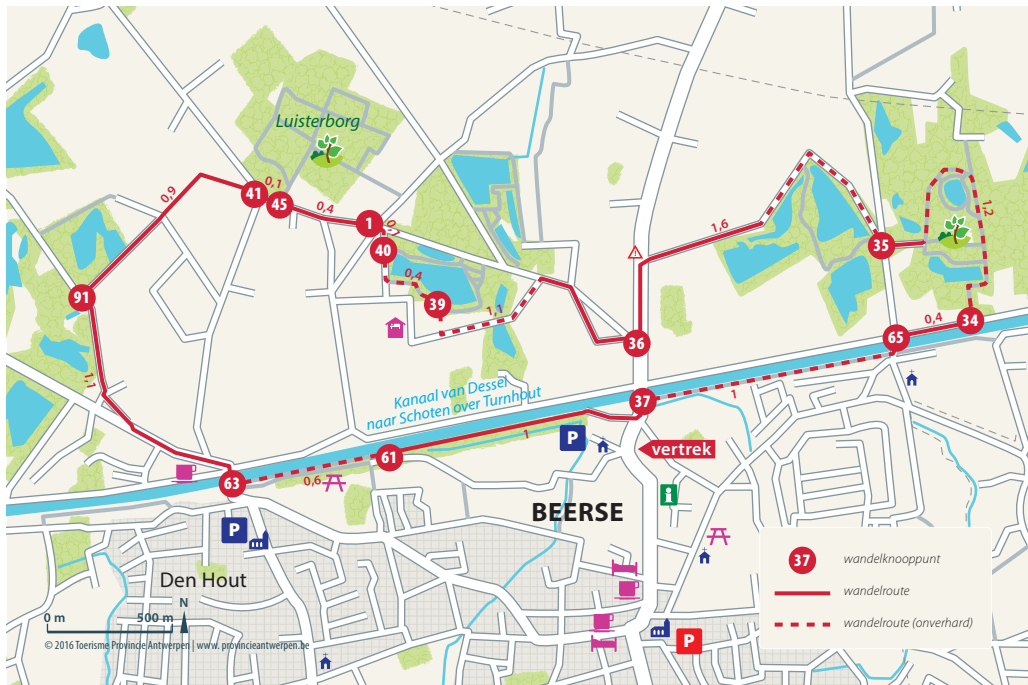 Luisterborg
0,1
41
45
0,9
0,4
1
40
1,6
1,2
35
0,4
91
39
1,1
36
34
0,4
65
1,1
Kanaal van Dessel
naar Schoten over Turnhout
37
1
vertrek
P
1
61
63
0,6
BEERSE
P
i
Den Hout
N
0 m
500 m
© 2016 Toerisme Provincie Antwerpen | www. provincieantwerpen.be
P
37
wandelknooppunt
wandelroute
wandelroute (onverhard)